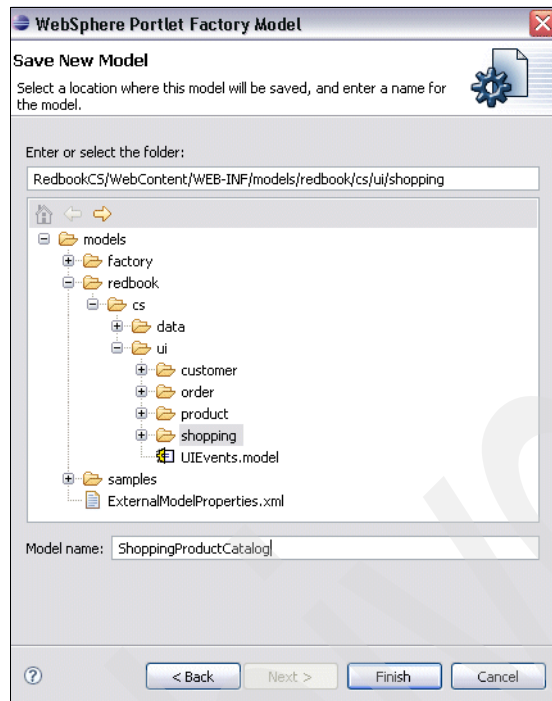 WebSphere Portlet Factory Model
Save New Model
Select a location where this model will be saved, and enter a name for
the model.
Enter or select the folder:
RedbookCS/WebContent/WEB-INF/models/redbook/cs/ui/shopping
models
factory
redbook
cs
data
ui
customer
order
product
shopping
UIEvents.model
samples
ExternalModelProperties.xml
Model name: ShoppingProductCatalog
? < Back Next > Finish Cancel